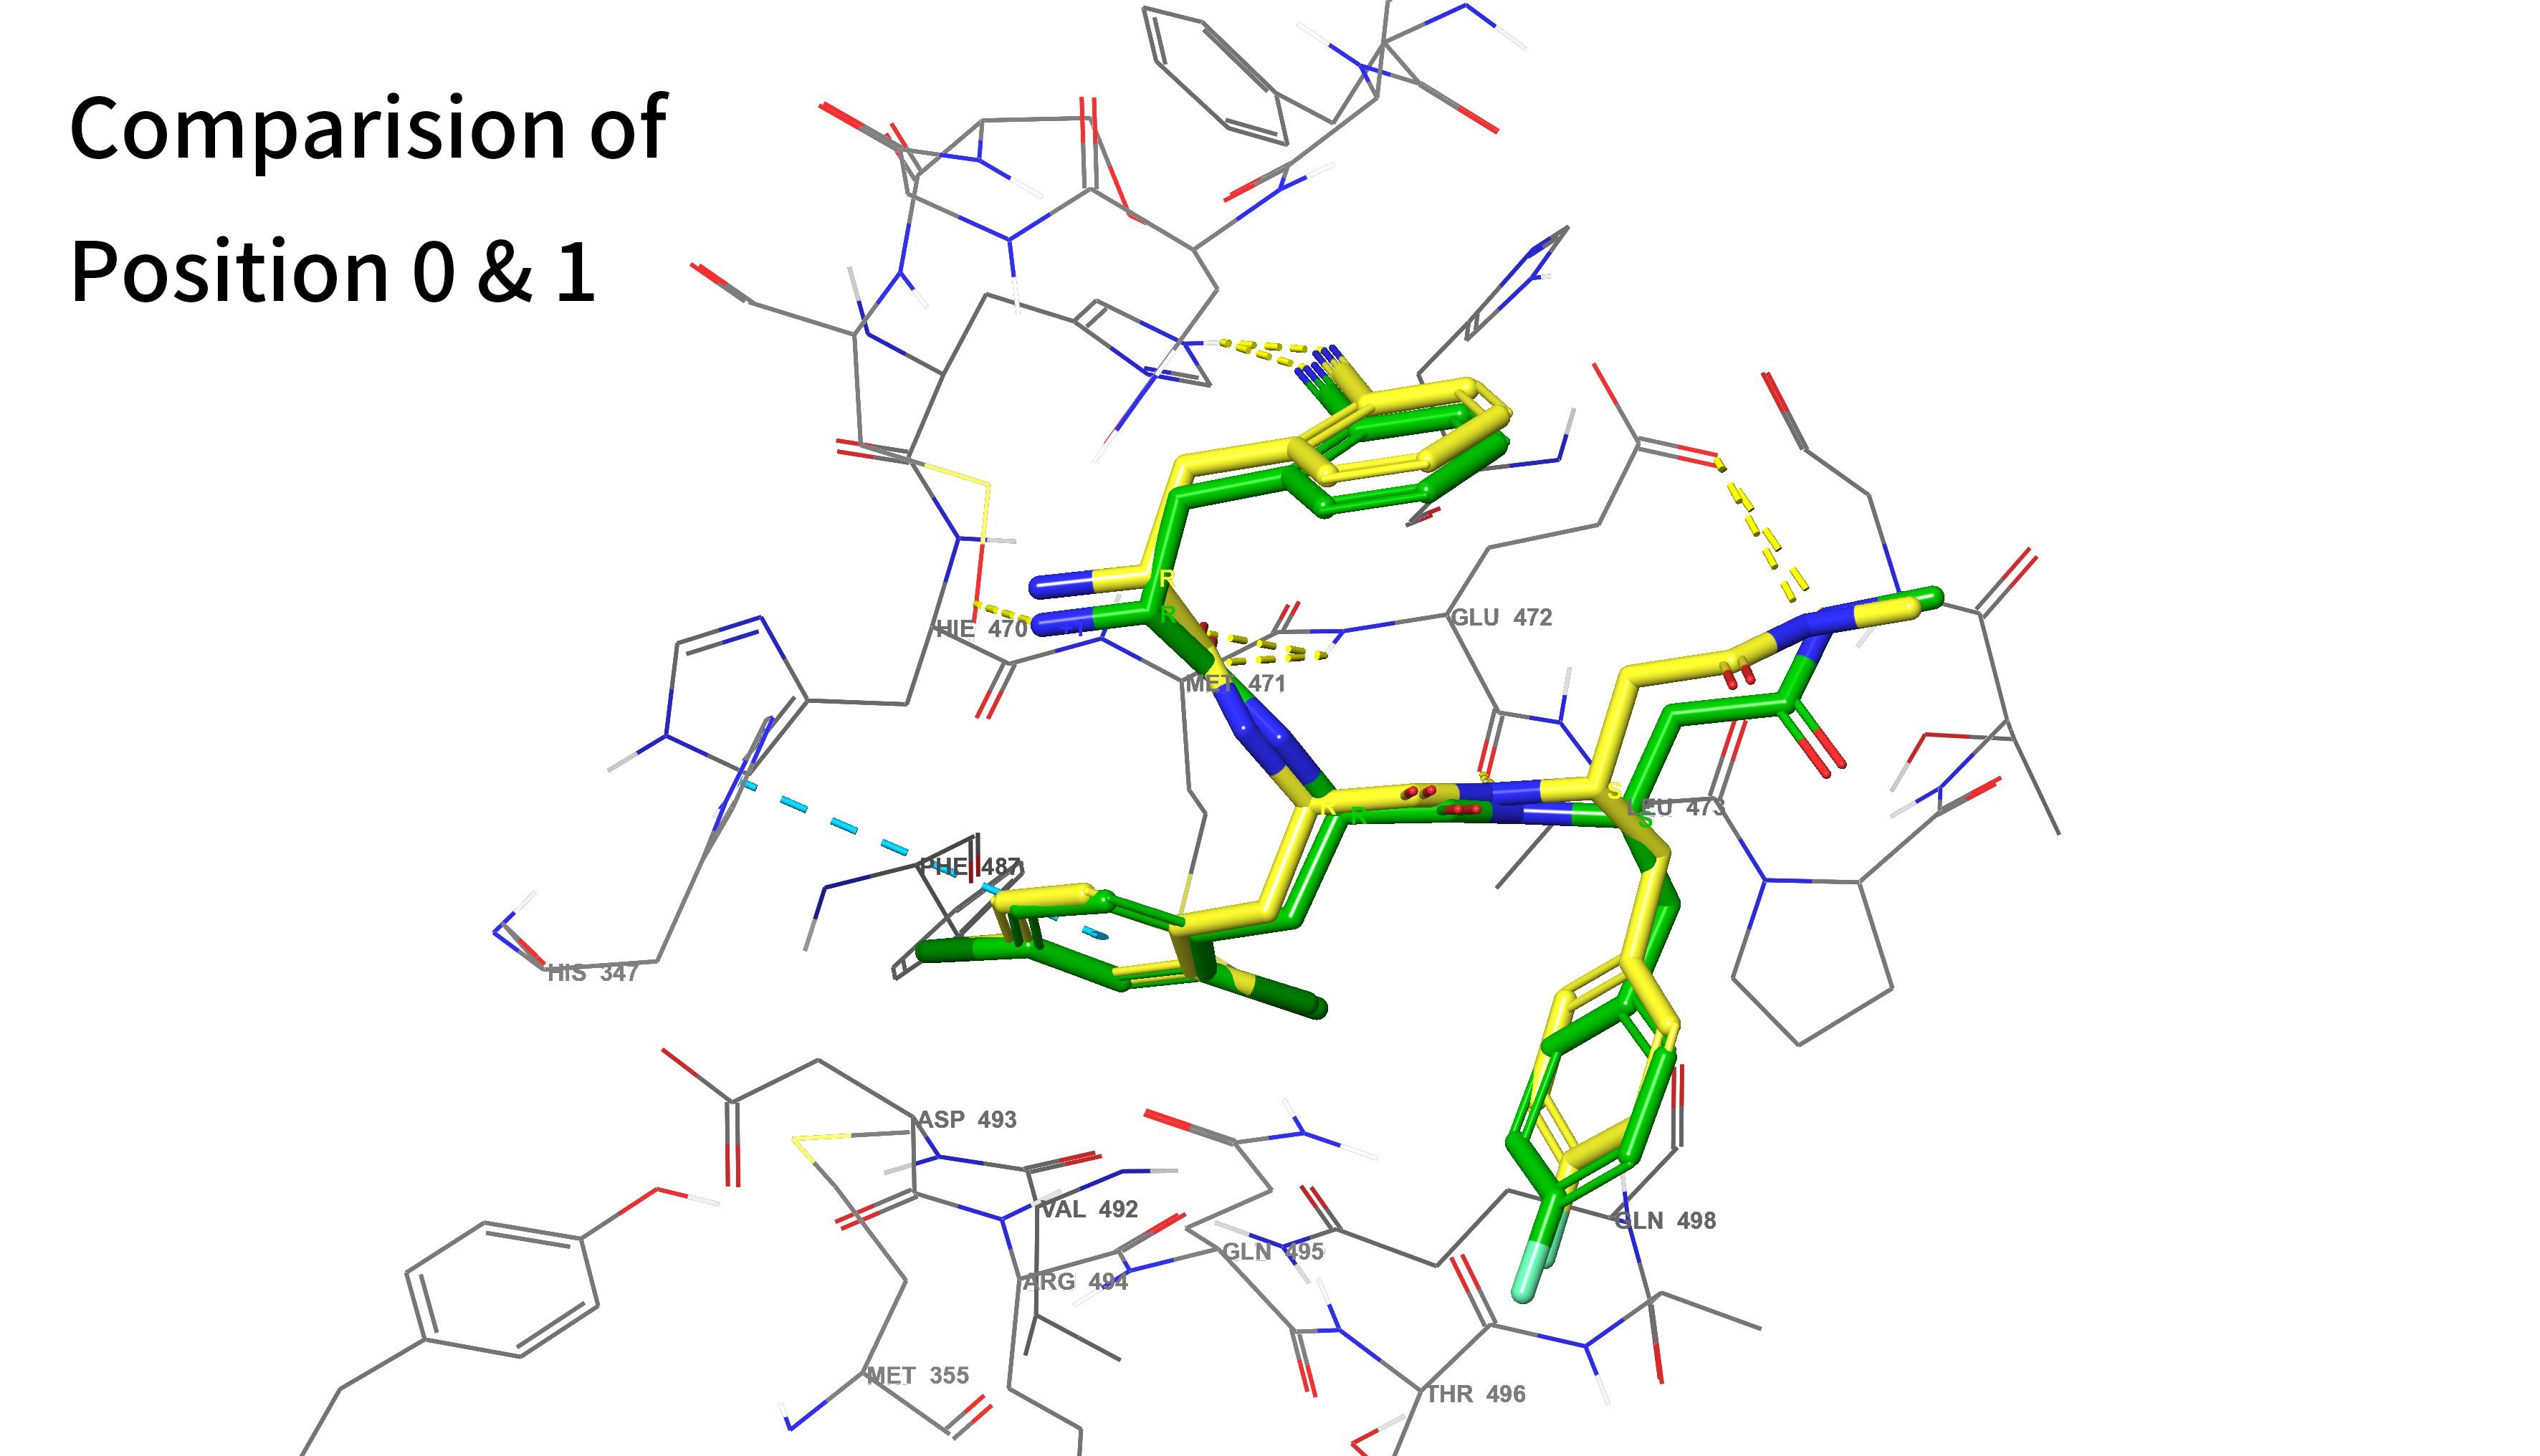 Comparision of
Position 0 & 1
R
R
HIE 470
+1
GLU 472
MET 471
S
R
R
LEU 473
S
PHE 487
HIS 347
ASP 493
VAL 492
GLN 498
GLN 495
ARG 494
MET 355
THR 496